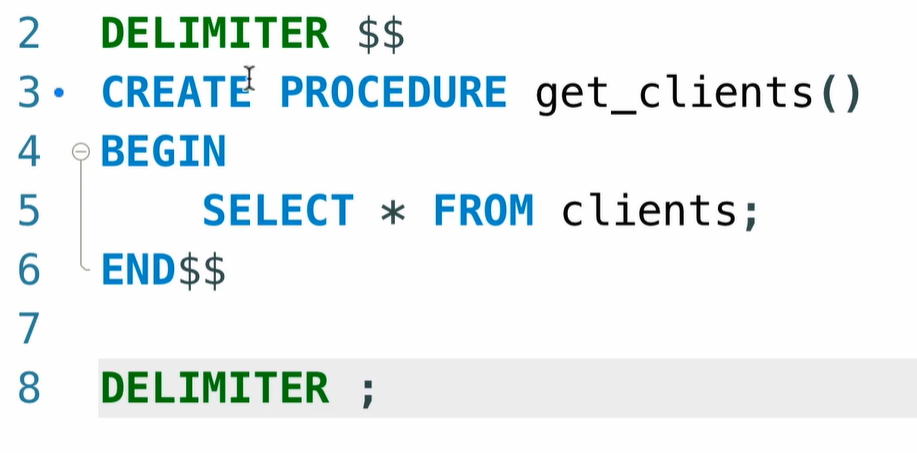 2 DELIMITER $$
3 CREATE PROCEDURE get_clients()
4 BEGIN
5     SELECT * FROM clients;
6 END$$
7
8 DELIMITER ;